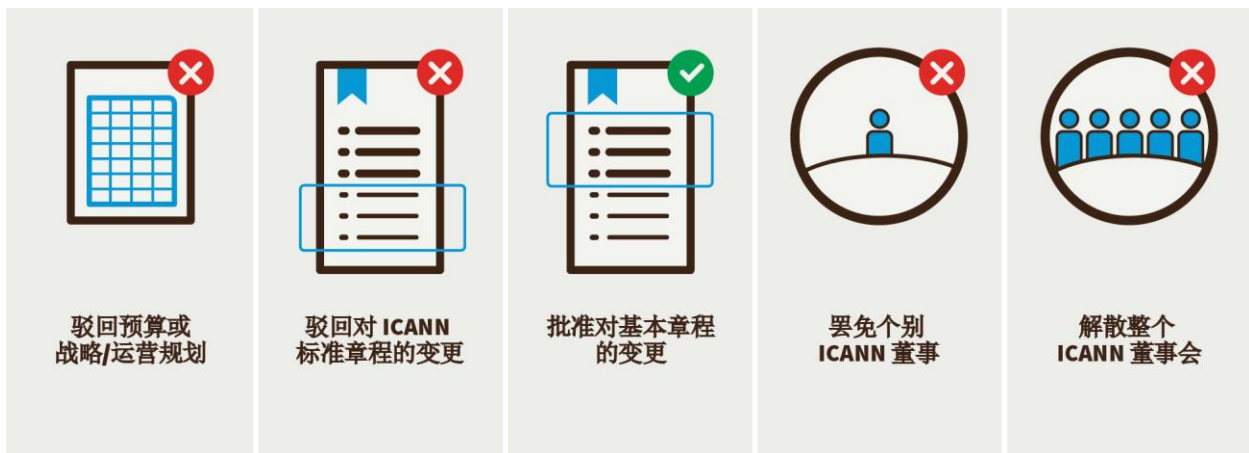 驳回预算或
战略/运营规划
驳回对 ICANN
标准章程的变更
批准对基本章程
的变更
罢免个别
ICANN 董事
解散整个
ICANN 董事会